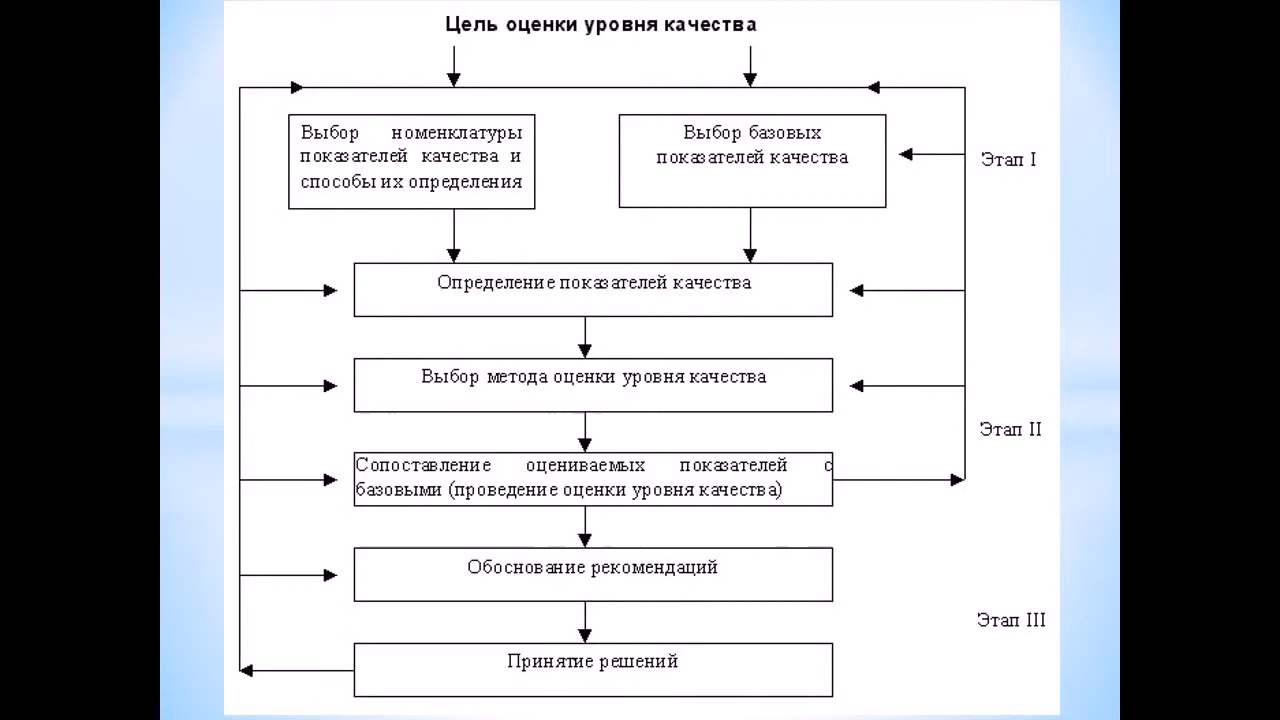 Цель оценки уровня качества
Выбор номенклатуры
показателей качества и
способы их определения
Выбор базовых
показателей качества
Этап I
Определение показателей качества
Выбор метода оценки уровня качества
Этап II
Сопоставление оцениваемых показателей с
базовыми (проведение оценки уровня качества)
Обоснование рекомендаций
Этап III
Принятие решений